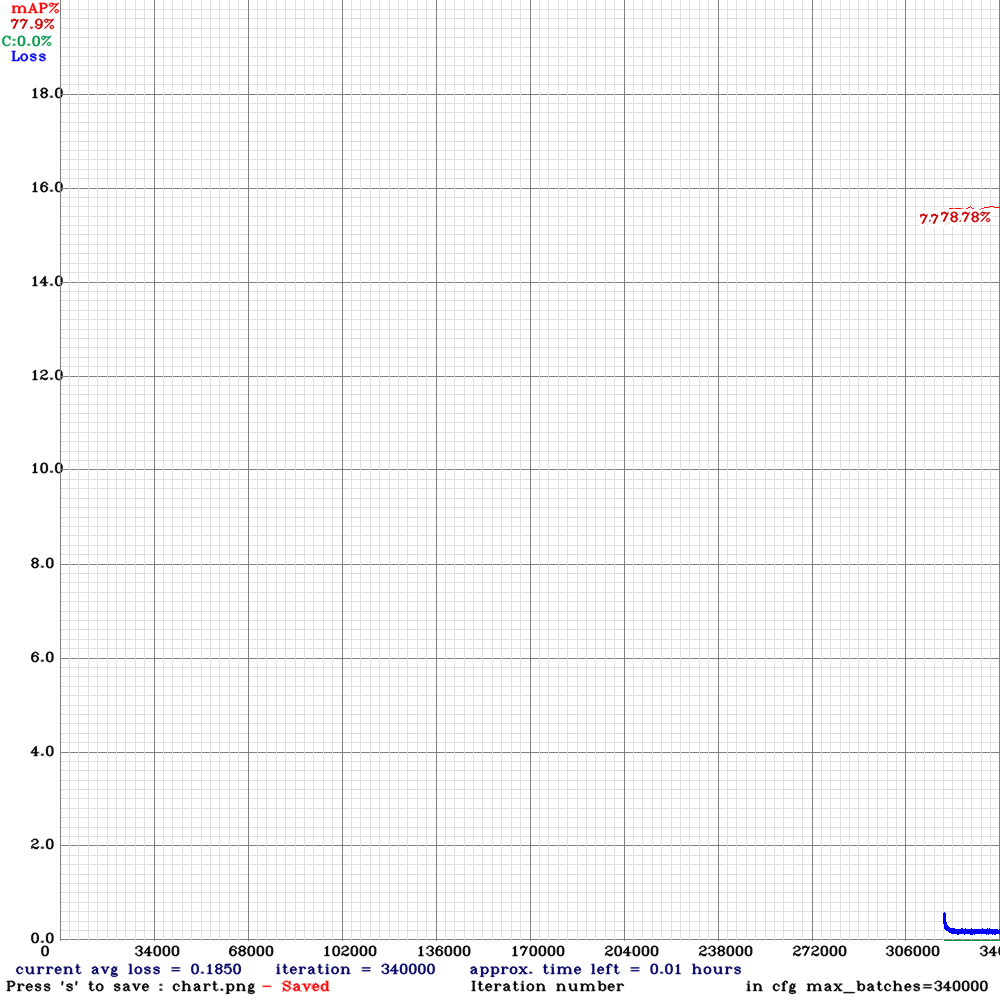 mAP%
77.9%
C:0.0%
Loss
18.0
16.0
78.78%
14.0
12.0
10.0
8.0
6.0
4.0
2.0
0.0
0 34000 68000 102000 136000 170000 204000 238000 272000 306000 340
current avg loss = 0.1850 iteration = 340000 approx. time left = 0.01 hours
Press 's' to save : chart.png - Saved Iteration number in cfg max_batches=340000